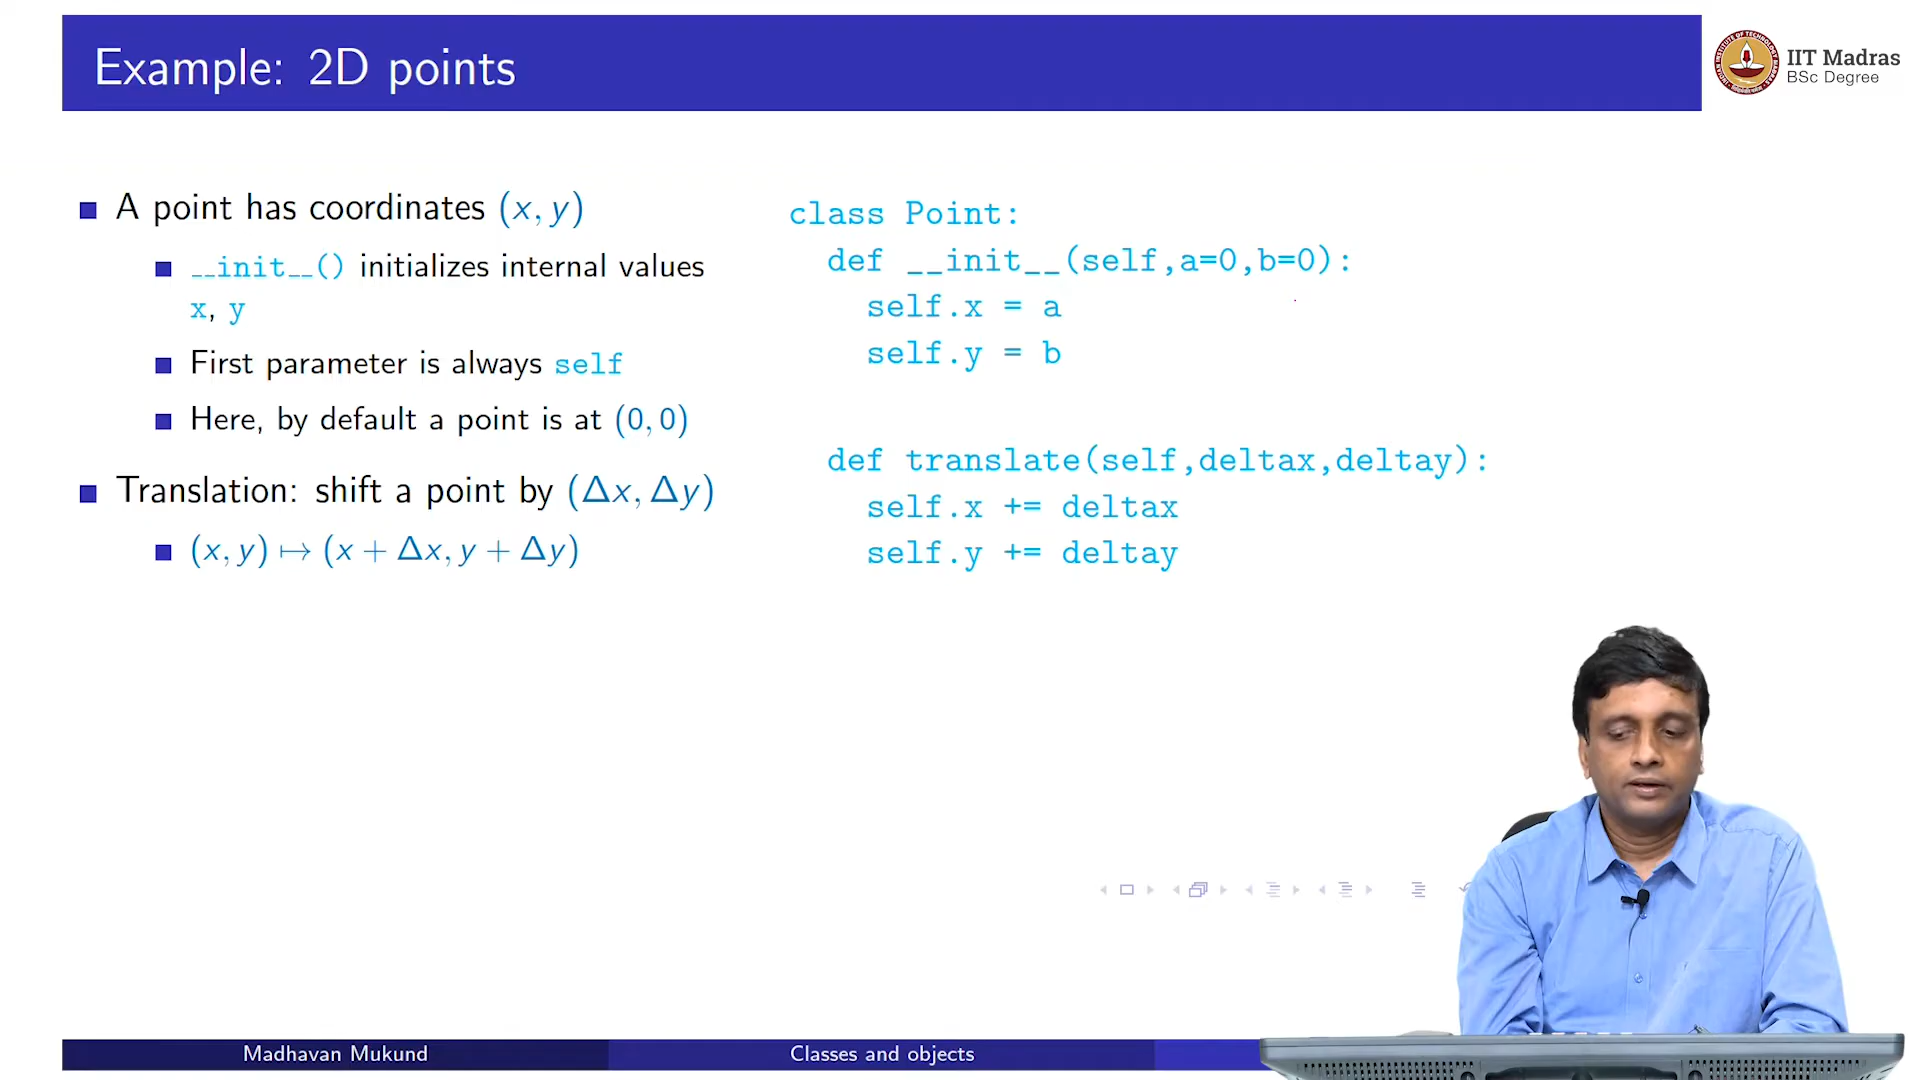 Example: 2D points
IIT Madras
BSc Degree
A point has coordinates (x, y)
__init__() initializes internal values
x, y
First parameter is always self
Here, by default a point is at (0, 0)
Translation: shift a point by (Δx, Δy)
(x, y) ↦ (x + Δx, y + Δy)
class Point:
def __init__(self,a=0,b=0):
self.x = a
self.y = b
def translate(self,deltax,deltay):
self.x += deltax
self.y += deltay
Madhavan Mukund
Classes and objects